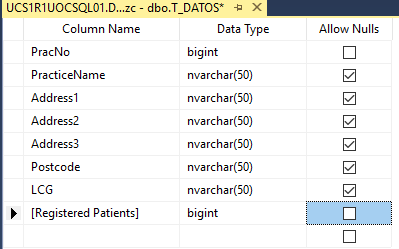 UCS1R1UOCSQL01.D...zc - dbo.T_DATOS*
Column Name Data Type Allow Nulls
PracNo bigint
PracticeName nvarchar(50)
Address1 nvarchar(50)
Address2 nvarchar(50)
Address3 nvarchar(50)
Postcode nvarchar(50)
LCG nvarchar(50)
[Registered Patients] bigint